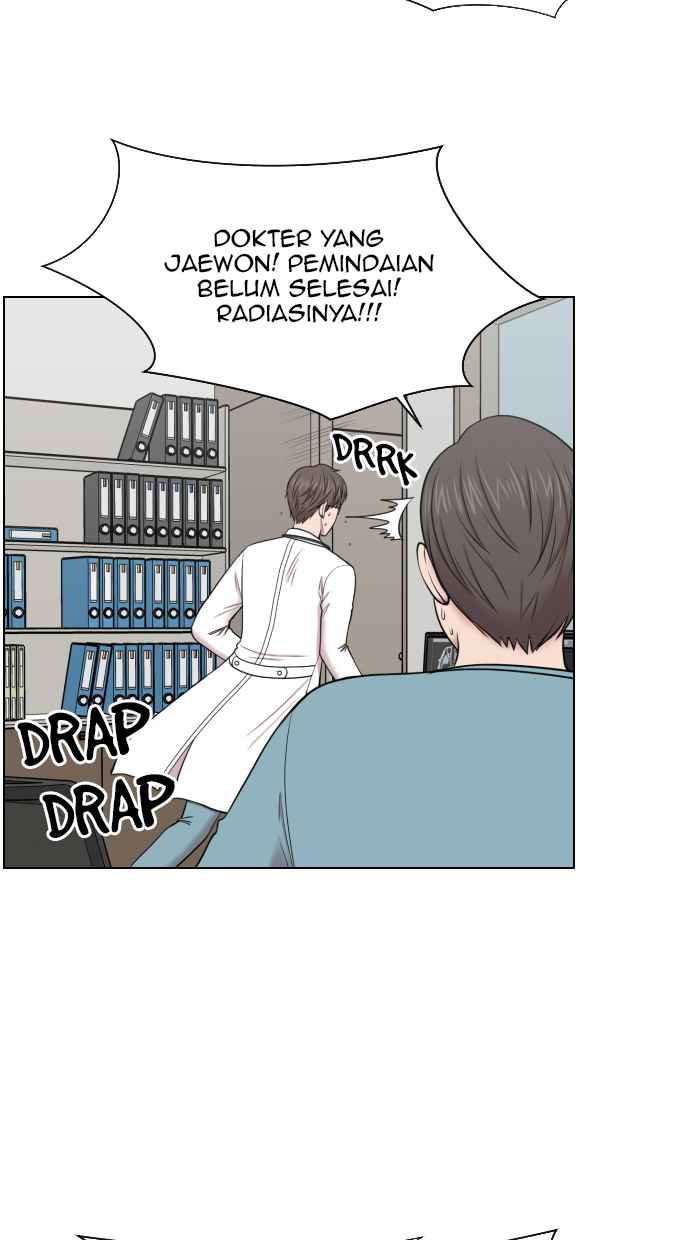 DOKTER YANG
JAEWON! PEMINDAIAN
BELUM SELESAI!
RADIASINYA!!!
DRRK
DRAP
DRAP